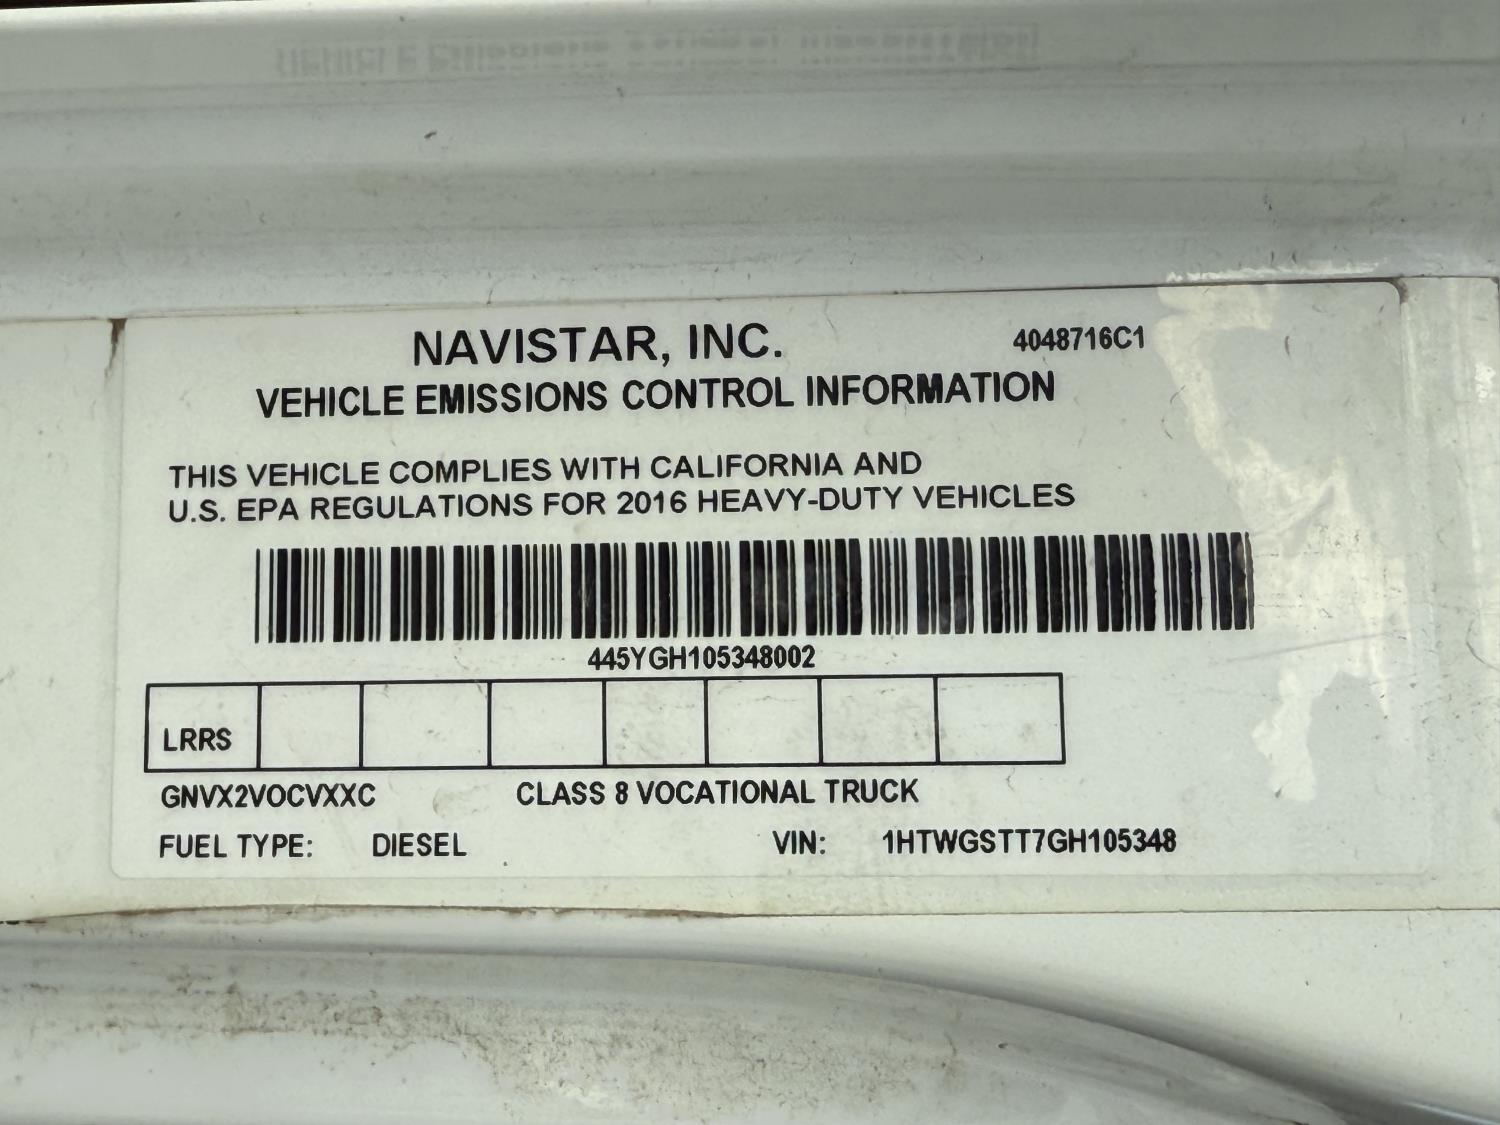 NAVISTAR, INC.
4048716C1
VEHICLE EMISSIONS CONTROL INFORMATION
THIS VEHICLE COMPLIES WITH CALIFORNIA AND
U.S. EPA REGULATIONS FOR 2016 HEAVY-DUTY VEHICLES
445YGH105348002
LRRS
GNVX2VOCVXXC CLASS 8 VOCATIONAL TRUCK
FUEL TYPE: DIESEL VIN: 1HTWGSTT7GH105348